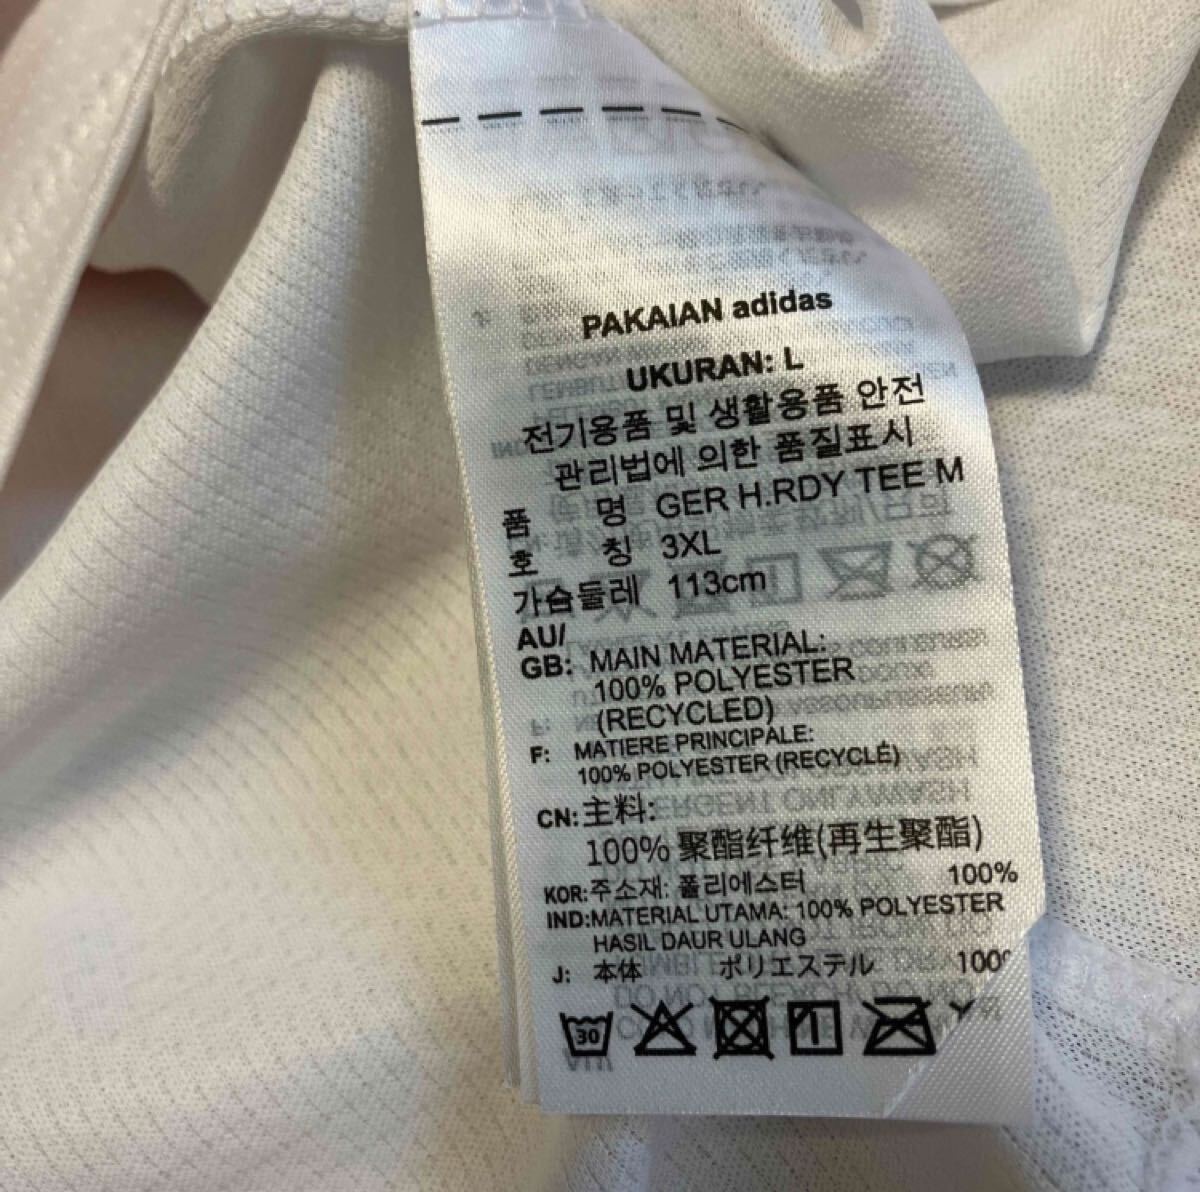 PAKAIAN adidas
UKURAN: L
전기용품 및 생활용품 안전
관리법에 의한 품질표시
품 명 GER H.RDY TEE M
호 칭 3XL
가슴둘레 113cm
AU/
GB: MAIN MATERIAL:
100% POLYESTER
(RECYCLED)
F: MATIERE PRINCIPALE:
100% POLYESTER (RECYCLÉ)
CN: 主料:
100% 聚酯纤维(再生聚酯)
KOR: 주소재: 폴리에스터 100%
IND: MATERIAL UTAMA: 100% POLYESTER
HASIL DAUR ULANG
J: 本体 ポリエステル 100
30